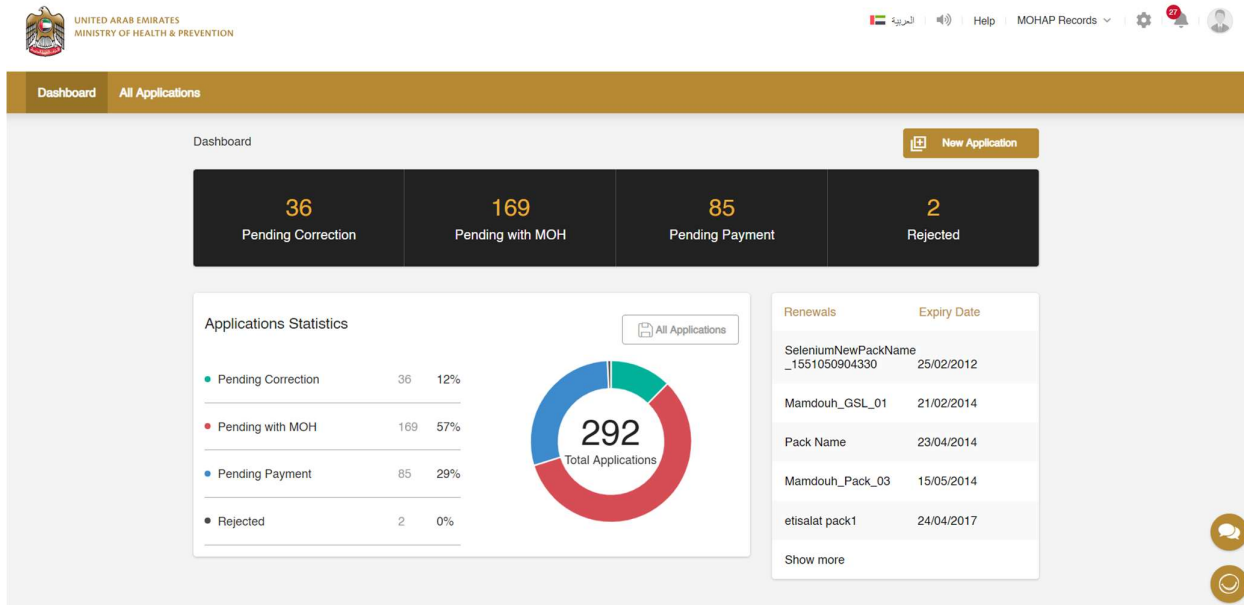 UNITED ARAB EMIRATES
MINISTRY OF HEALTH & PREVENTION
العربية
Help
MOHAP Records
27
Dashboard
All Applications
Dashboard
New Application
36
Pending Correction
169
Pending with MOH
85
Pending Payment
2
Rejected
Applications Statistics
All Applications
Pending Correction 36 12%
Pending with MOH 169 57%
Pending Payment 85 29%
Rejected 2 0%
292
Total Applications
Renewals Expiry Date
SeleniumNewPackName
_1551050904330 25/02/2012
Mamdouh_GSL_01 21/02/2014
Pack Name 23/04/2014
Mamdouh_Pack_03 15/05/2014
etisalat pack1 24/04/2017
Show more